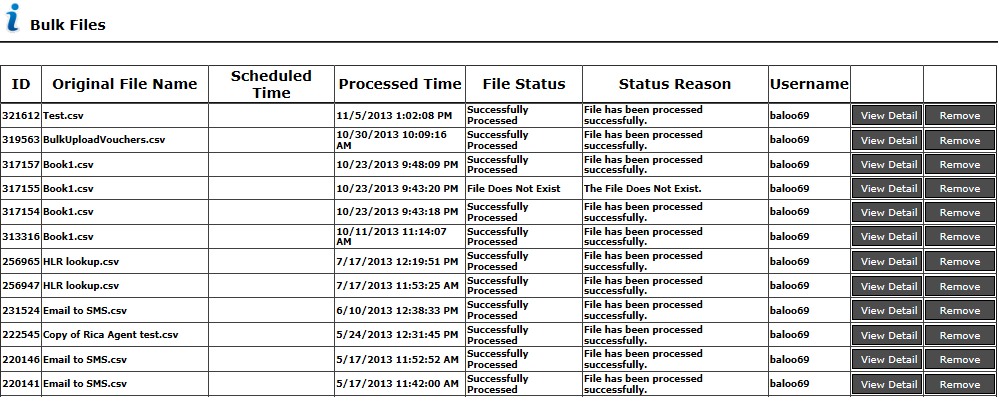 Bulk Files
ID Original File Name Scheduled Time Processed Time File Status Status Reason Username
321612 Test.csv 11/5/2013 1:02:08 PM Successfully Processed File has been processed successfully. baloo69 View Detail Remove
319563 BulkUploadVouchers.csv 10/30/2013 10:09:16 AM Successfully Processed File has been processed successfully. baloo69 View Detail Remove
317157 Book1.csv 10/23/2013 9:48:09 PM Successfully Processed File has been processed successfully. baloo69 View Detail Remove
317155 Book1.csv 10/23/2013 9:43:20 PM File Does Not Exist The File Does Not Exist. baloo69 View Detail Remove
317154 Book1.csv 10/23/2013 9:43:18 PM Successfully Processed File has been processed successfully. baloo69 View Detail Remove
313316 Book1.csv 10/11/2013 11:14:07 AM Successfully Processed File has been processed successfully. baloo69 View Detail Remove
256965 HLR lookup.csv 7/17/2013 12:19:51 PM Successfully Processed File has been processed successfully. baloo69 View Detail Remove
256947 HLR lookup.csv 7/17/2013 11:53:25 AM Successfully Processed File has been processed successfully. baloo69 View Detail Remove
231524 Email to SMS.csv 6/10/2013 12:38:33 PM Successfully Processed File has been processed successfully. baloo69 View Detail Remove
222545 Copy of Rica Agent test.csv 5/24/2013 12:31:45 PM Successfully Processed File has been processed successfully. baloo69 View Detail Remove
220146 Email to SMS.csv 5/17/2013 11:52:52 AM Successfully Processed File has been processed successfully. baloo69 View Detail Remove
220141 Email to SMS.csv 5/17/2013 11:42:00 AM Successfully Processed File has been processed successfully. baloo69 View Detail Remove